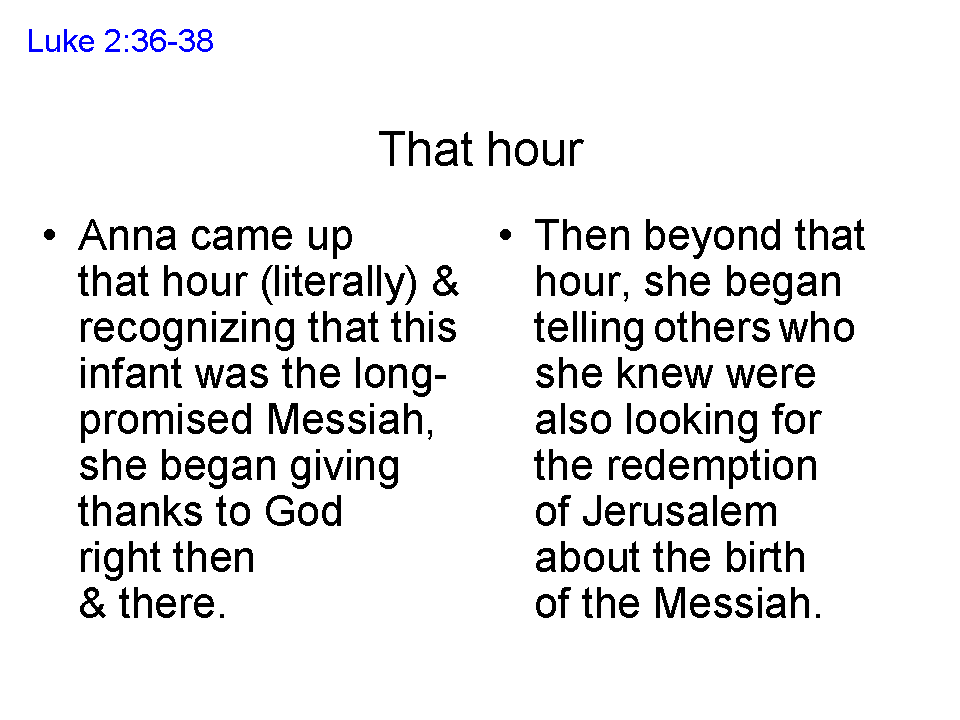 Luke 2:36-38
That hour
• Anna came up
that hour (literally) &
recognizing that this
infant was the long-
promised Messiah,
she began giving
thanks to God
right then
& there.
• Then beyond that
hour, she began
telling others who
she knew were
also looking for
the redemption
of Jerusalem
about the birth
of the Messiah.